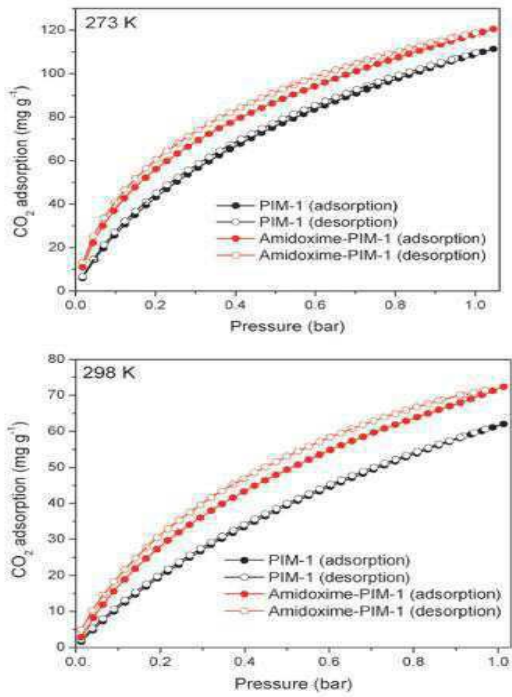 273 K
120
100
80
60
40
20
0
CO₂ adsorption (mg g⁻¹)
PIM-1 (adsorption)
PIM-1 (desorption)
Amidoxime-PIM-1 (adsorption)
Amidoxime-PIM-1 (desorption)
0.0 0.2 0.4 0.6 0.8 1.0
Pressure (bar)
298 K
80
70
60
50
40
30
20
10
0
CO₂ adsorption (mg g⁻¹)
PIM-1 (adsorption)
PIM-1 (desorption)
Amidoxime-PIM-1 (adsorption)
Amidoxime-PIM-1 (desorption)
0.0 0.2 0.4 0.6 0.8 1.0
Pressure (bar)